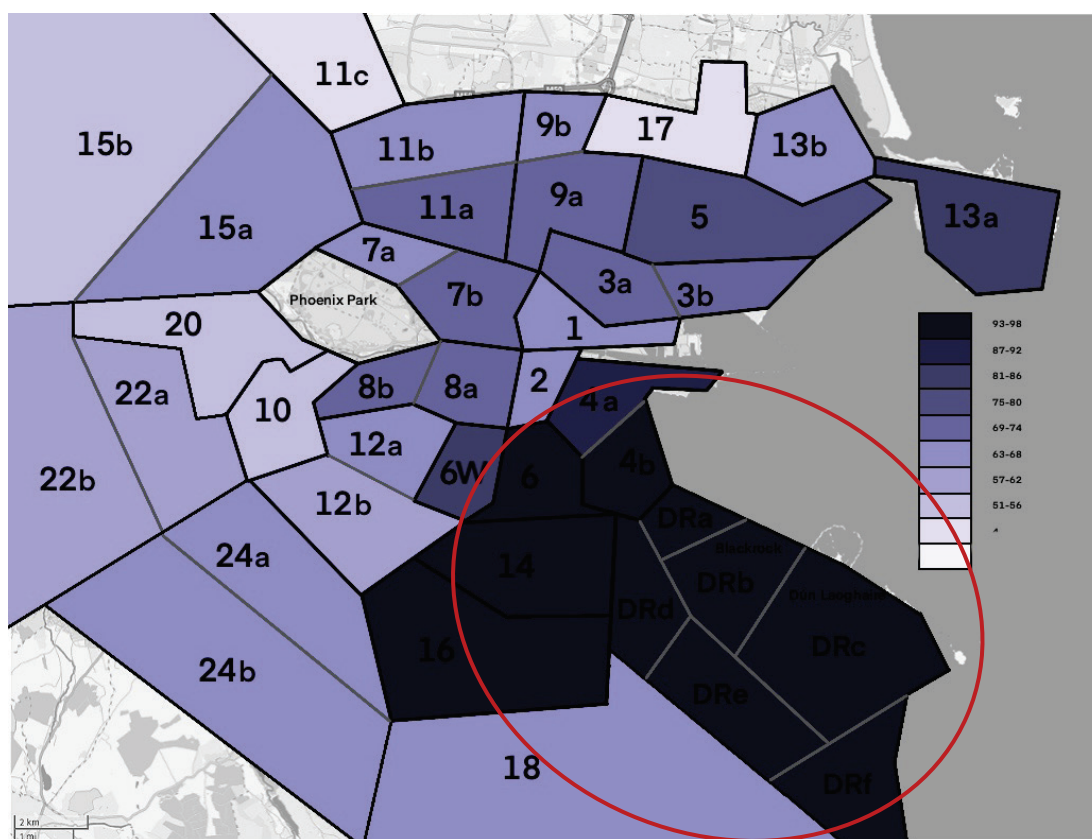 11c
15b
11b
9b
17
13b
15a
11a
9a
5
13a
7a
3a
3b
Phoenix Park
7b
20
1
93-98
87-92
81-86
75-80
69-74
63-68
57-62
51-56
22a
8b
8a
2
4a
10
12a
6W
6
4b
22b
12b
DRa
Blackrock
24a
14
DRb
DRd
Dún Laoghaire
DRc
16
24b
DRe
18
DRf
2 km
1 mi